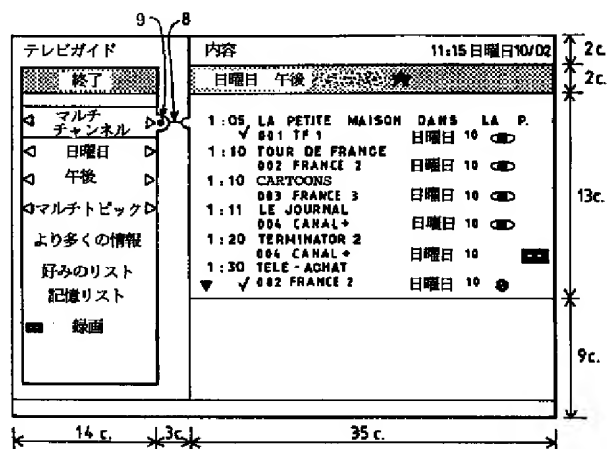 9 8
テレビガイド
終了
マルチ
チャンネル
日曜日
午後
マルチトピック
より多くの情報
好みのリスト
記憶リスト
録画
内容 11:15 日曜日10/02
日曜日 午後
1:05 LA PETITE MAISON DANS LA P.
✓ 001 TF 1 日曜日 10
1:10 TOUR DE FRANCE
002 FRANCE 2 日曜日 10
1:10 CARTOONS
003 FRANCE 3 日曜日 10
1:11 LE JOURNAL
004 CANAL+ 日曜日 10
1:20 TERMINATOR 2
004 CANAL+ 日曜日 10
1:30 TELE-ACHAT
✓ 002 FRANCE 2 日曜日 10
2c.
2c.
13c.
9c.
14 c. 3c. 35 c.